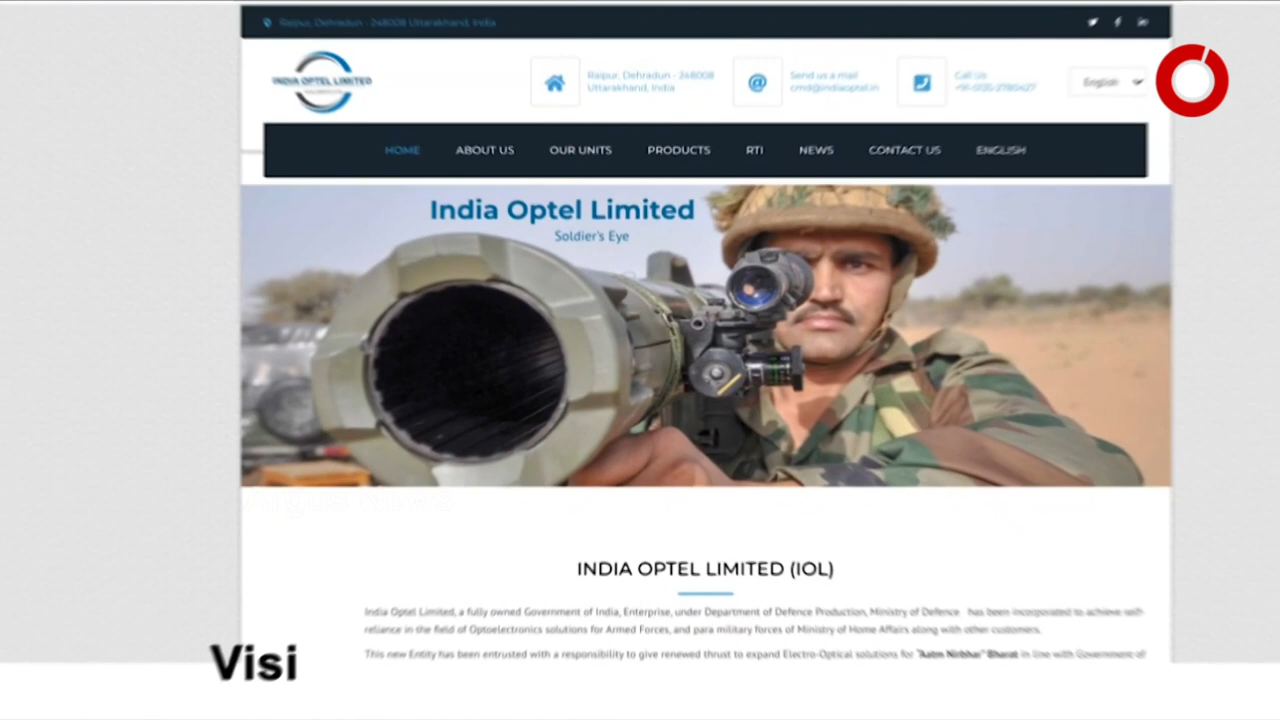 Raipur, Dehradun - 248008 Uttarakhand, India
INDIA OPTEL LIMITED
Raipur, Dehradun - 248008
Uttarakhand, India
Send us a mail
cmd@indiaoptel.in
Call Us
English
HOME ABOUT US OUR UNITS PRODUCTS RTI NEWS CONTACT US ENGLISH
India Optel Limited
Soldier's Eye
INDIA OPTEL LIMITED (IOL)
India Optel Limited, a fully owned Government of India, Enterprise, under Department of Defence Production, Ministry of Defence has been incorporated to achieve self-
reliance in the field of Optoelectronics solutions for Armed Forces, and para military forces of Ministry of Home Affairs along with other customers.
This new Entity has been entrusted with a responsibility to give renewed thrust to expand Electro-Optical solutions for "Aatm Nirbhar" Bharat in line with Government of
Visi